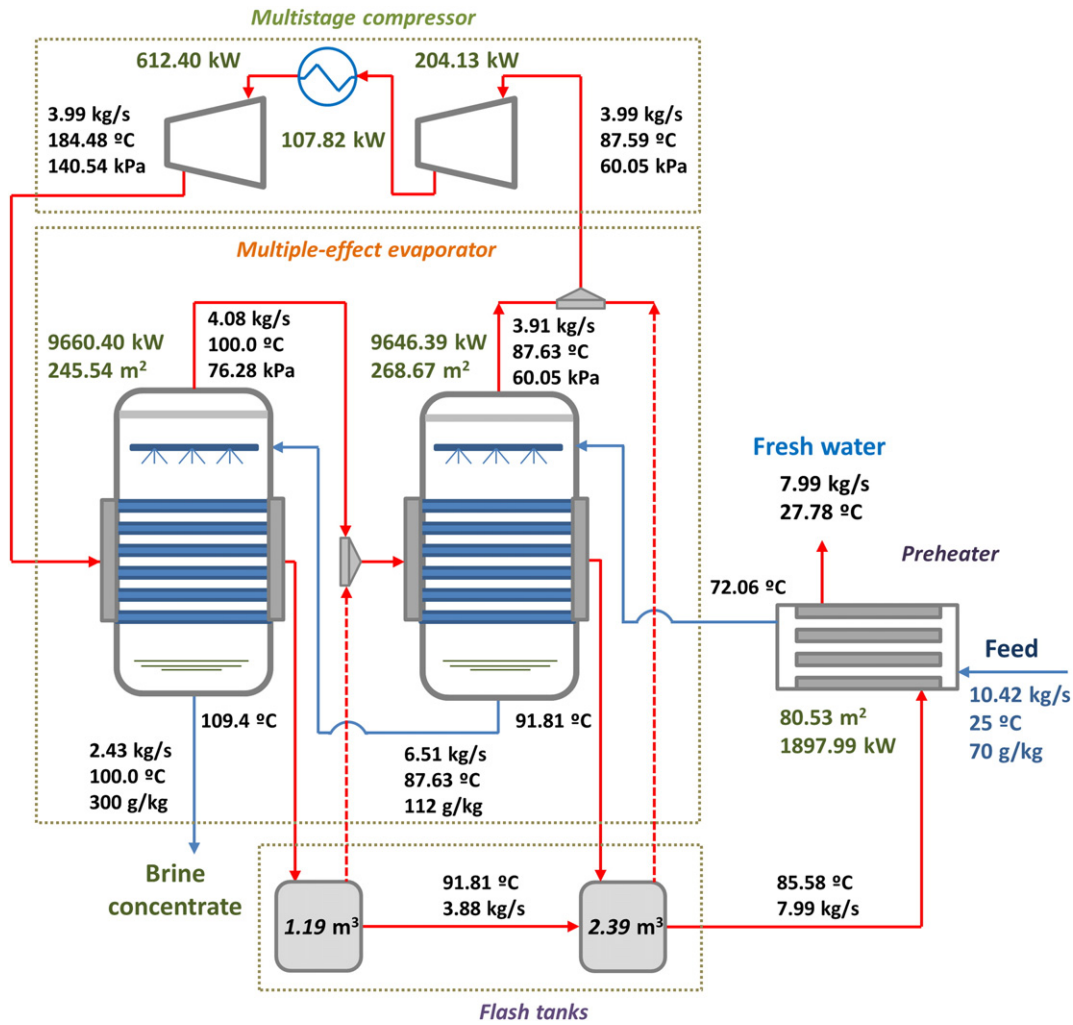 Multistage compressor
612.40 kW
204.13 kW
3.99 kg/s
184.48 ºC
140.54 kPa
107.82 kW
3.99 kg/s
87.59 ºC
60.05 kPa
Multiple-effect evaporator
9660.40 kW
245.54 m²
4.08 kg/s
100.0 ºC
76.28 kPa
9646.39 kW
268.67 m²
3.91 kg/s
87.63 ºC
60.05 kPa
Fresh water
7.99 kg/s
27.78 ºC
Preheater
72.06 ºC
Feed
10.42 kg/s
25 ºC
70 g/kg
80.53 m²
1897.99 kW
109.4 ºC
2.43 kg/s
100.0 ºC
300 g/kg
91.81 ºC
6.51 kg/s
87.63 ºC
112 g/kg
Brine
concentrate
1.19 m³
91.81 ºC
3.88 kg/s
2.39 m³
85.58 ºC
7.99 kg/s
Flash tanks